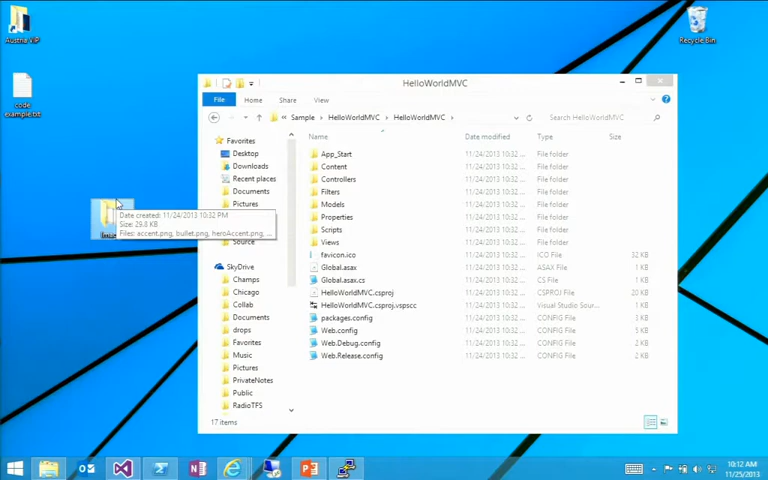 Austria VIP
Recycle Bin
code
example.txt
HelloWorldMVC
File
Home
Share
View
Sample
HelloWorldMVC
HelloWorldMVC
Search HelloWorldMVC
Name
Date modified
Type
Size
Favorites
Desktop
Downloads
Recent places
Documents
Pictures
Source
SkyDrive
Champs
Chicago
Collab
Documents
drops
Favorites
Music
Pictures
PrivateNotes
Public
RadioTFS
App_Start 11/24/2013 10:32 ... File folder
Content 11/24/2013 10:32 ... File folder
Controllers 11/24/2013 10:32 ... File folder
Filters 11/24/2013 10:32 ... File folder
Models 11/24/2013 10:32 ... File folder
Properties 11/24/2013 10:32 ... File folder
Scripts 11/24/2013 10:32 ... File folder
Views 11/24/2013 10:32 ... File folder
favicon.ico 11/24/2013 10:32 ... ICO File 32 KB
Global.asax 11/24/2013 10:32 ... ASAX File 1 KB
Global.asax.cs 11/24/2013 10:32 ... CS File 1 KB
HelloWorldMVC.csproj 11/24/2013 10:32 ... CSPROJ File 20 KB
HelloWorldMVC.csproj.vspscc 11/24/2013 10:32 ... Visual Studio Sour... 1 KB
packages.config 11/24/2013 10:32 ... CONFIG File 3 KB
Web.config 11/24/2013 10:32 ... CONFIG File 5 KB
Web.Debug.config 11/24/2013 10:32 ... CONFIG File 2 KB
Web.Release.config 11/24/2013 10:32 ... CONFIG File 2 KB
Date created: 11/24/2013 10:32 PM
Size: 29.8 KB
Files: accent.png, bullet.png, heroAccent.png, ...
17 items
10:12 AM
11/25/2013